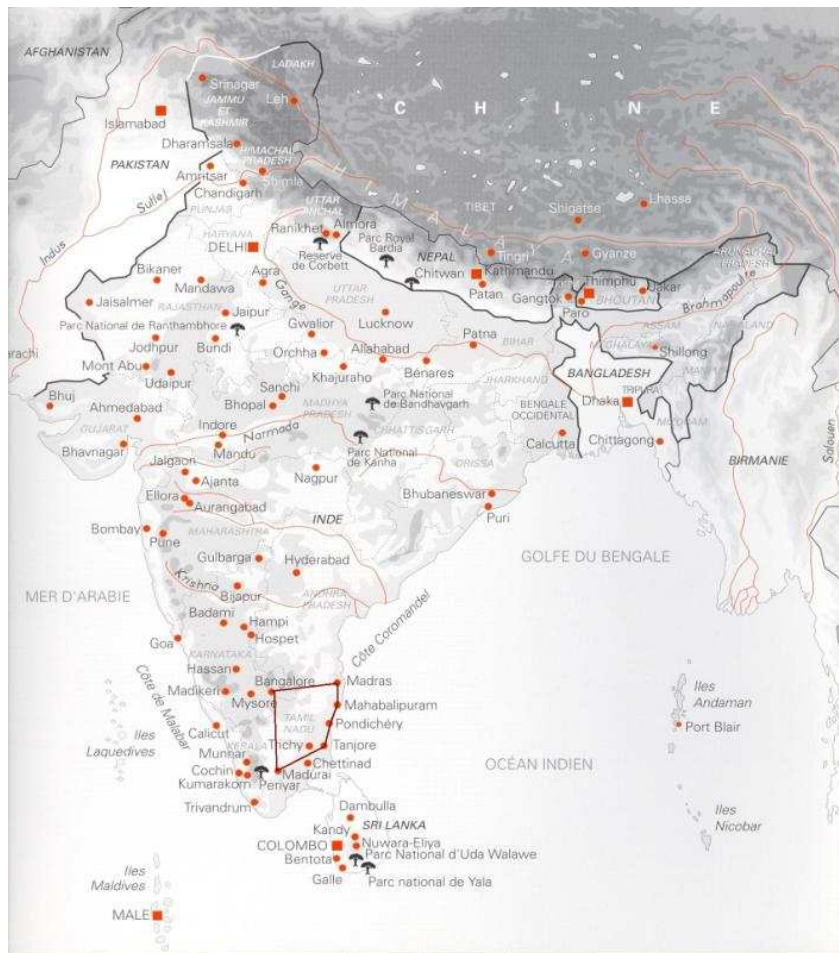 AFGHANISTAN
LADAKH
Srinagar
Leh
JAMMU
ET
KASHMIR
C H I N E
Islamabad
Dharamsala
HIMACHAL
PRADESH
PAKISTAN
Amritsar
Shimla
Chandigarh
HIMALAYA
TIBET
Lhassa
Sutlej
PUNJAB
UTTAR
ANCHAL
Shigatse
Indus
HARYANA
Ranikhet
Almora
DELHI
Réserve
de Corbett
Parc Royal
Bardia
NÉPAL
Tingri
Gyanze
ARUNACHAL
PRADESH
Bikaner
Mandawa
Agra
Chitwan
Kathmandu
Patan
Thimphu
Jakar
Gangtok
BHOUTAN
Paro
Brahmapoutre
Jaisalmer
RAJASTHAN
Gange
UTTAR
PRADESH
Jaipur
Parc National de Ranthambhore
Gwalior
Lucknow
Patna
BIHAR
ASSAM
NAGALAND
MEGHALAYA
Shillong
Jodhpur
Bundi
Orchha
Allahabad
Mont Abu
Udaipur
Khajuraho
Bénares
BANGLADESH
JHARKHAND
Bhuj
Sanchi
Bhopal
MADHYA
PRADESH
Parc National
de Bandhavgarh
BENGALE
OCCIDENTAL
Dhaka
TRIPURA
MIZORAM
Ahmedabad
GUJARAT
Indore
Narmada
CHHATTISGARH
Calcutta
Chittagong
Bhavnagar
Mandu
Parc National
de Kanha
ORISSA
BIRMANIE
Salouen
Jalgaon
Ajanta
Nagpur
Ellora
Aurangabad
Bhubaneswar
Puri
Bombay
Pune
MAHARASHTRA
INDE
Gulbarga
Hyderabad
GOLFE DU BENGALE
MER D'ARABIE
Krishna
Bijapur
ANDHRA
PRADESH
Badami
Hampi
Hospet
Goa
Côte Coromandel
KARNATAKA
Hassan
Bangalore
Madras
Madikeri
Mysore
Mahabalipuram
Côte de Malabar
Iles
Laquedives
TAMIL
NADU
Pondichéry
Iles
Andaman
Port Blair
Calicut
KERALA
Trichy
Tanjore
Munnar
Chettinad
Cochin
Madurai
OCÉAN INDIEN
Kumarakom
Periyar
Trivandrum
Dambulla
Kandy
SRI LANKA
Iles
Nicobar
COLOMBO
Nuwara-Eliya
Bentota
Parc National d'Uda Walawe
Galle
Parc national de Yala
Iles
Maldives
MALE